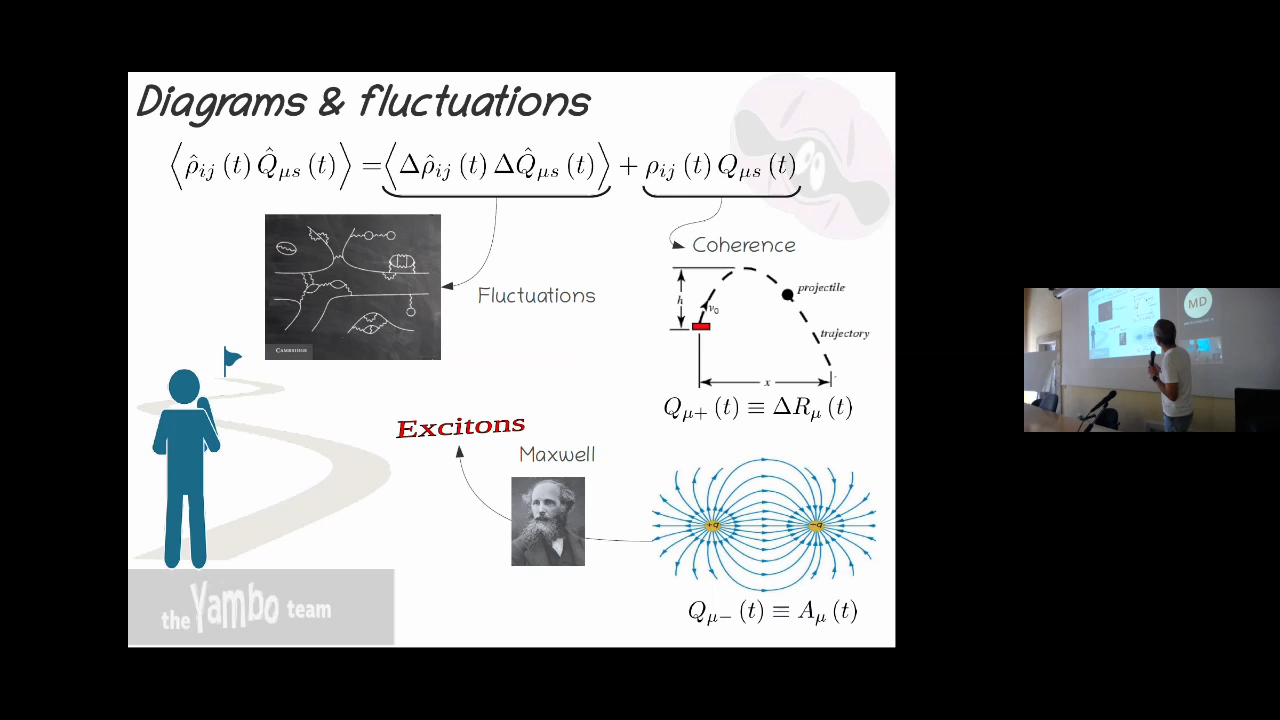 Diagrams & fluctuations
⟨ρ̂ij (t) Q̂μs (t)⟩ = ⟨Δρ̂ij (t) ΔQ̂μs (t)⟩ + ρij (t) Qμs (t)
Coherence
Fluctuations
CAMBRIDGE
h
v0
projectile
trajectory
x
Qμ+ (t) ≡ ΔRμ (t)
Excitons
Maxwell
+q
−q
Qμ− (t) ≡ Aμ (t)
the Yambo team
MD